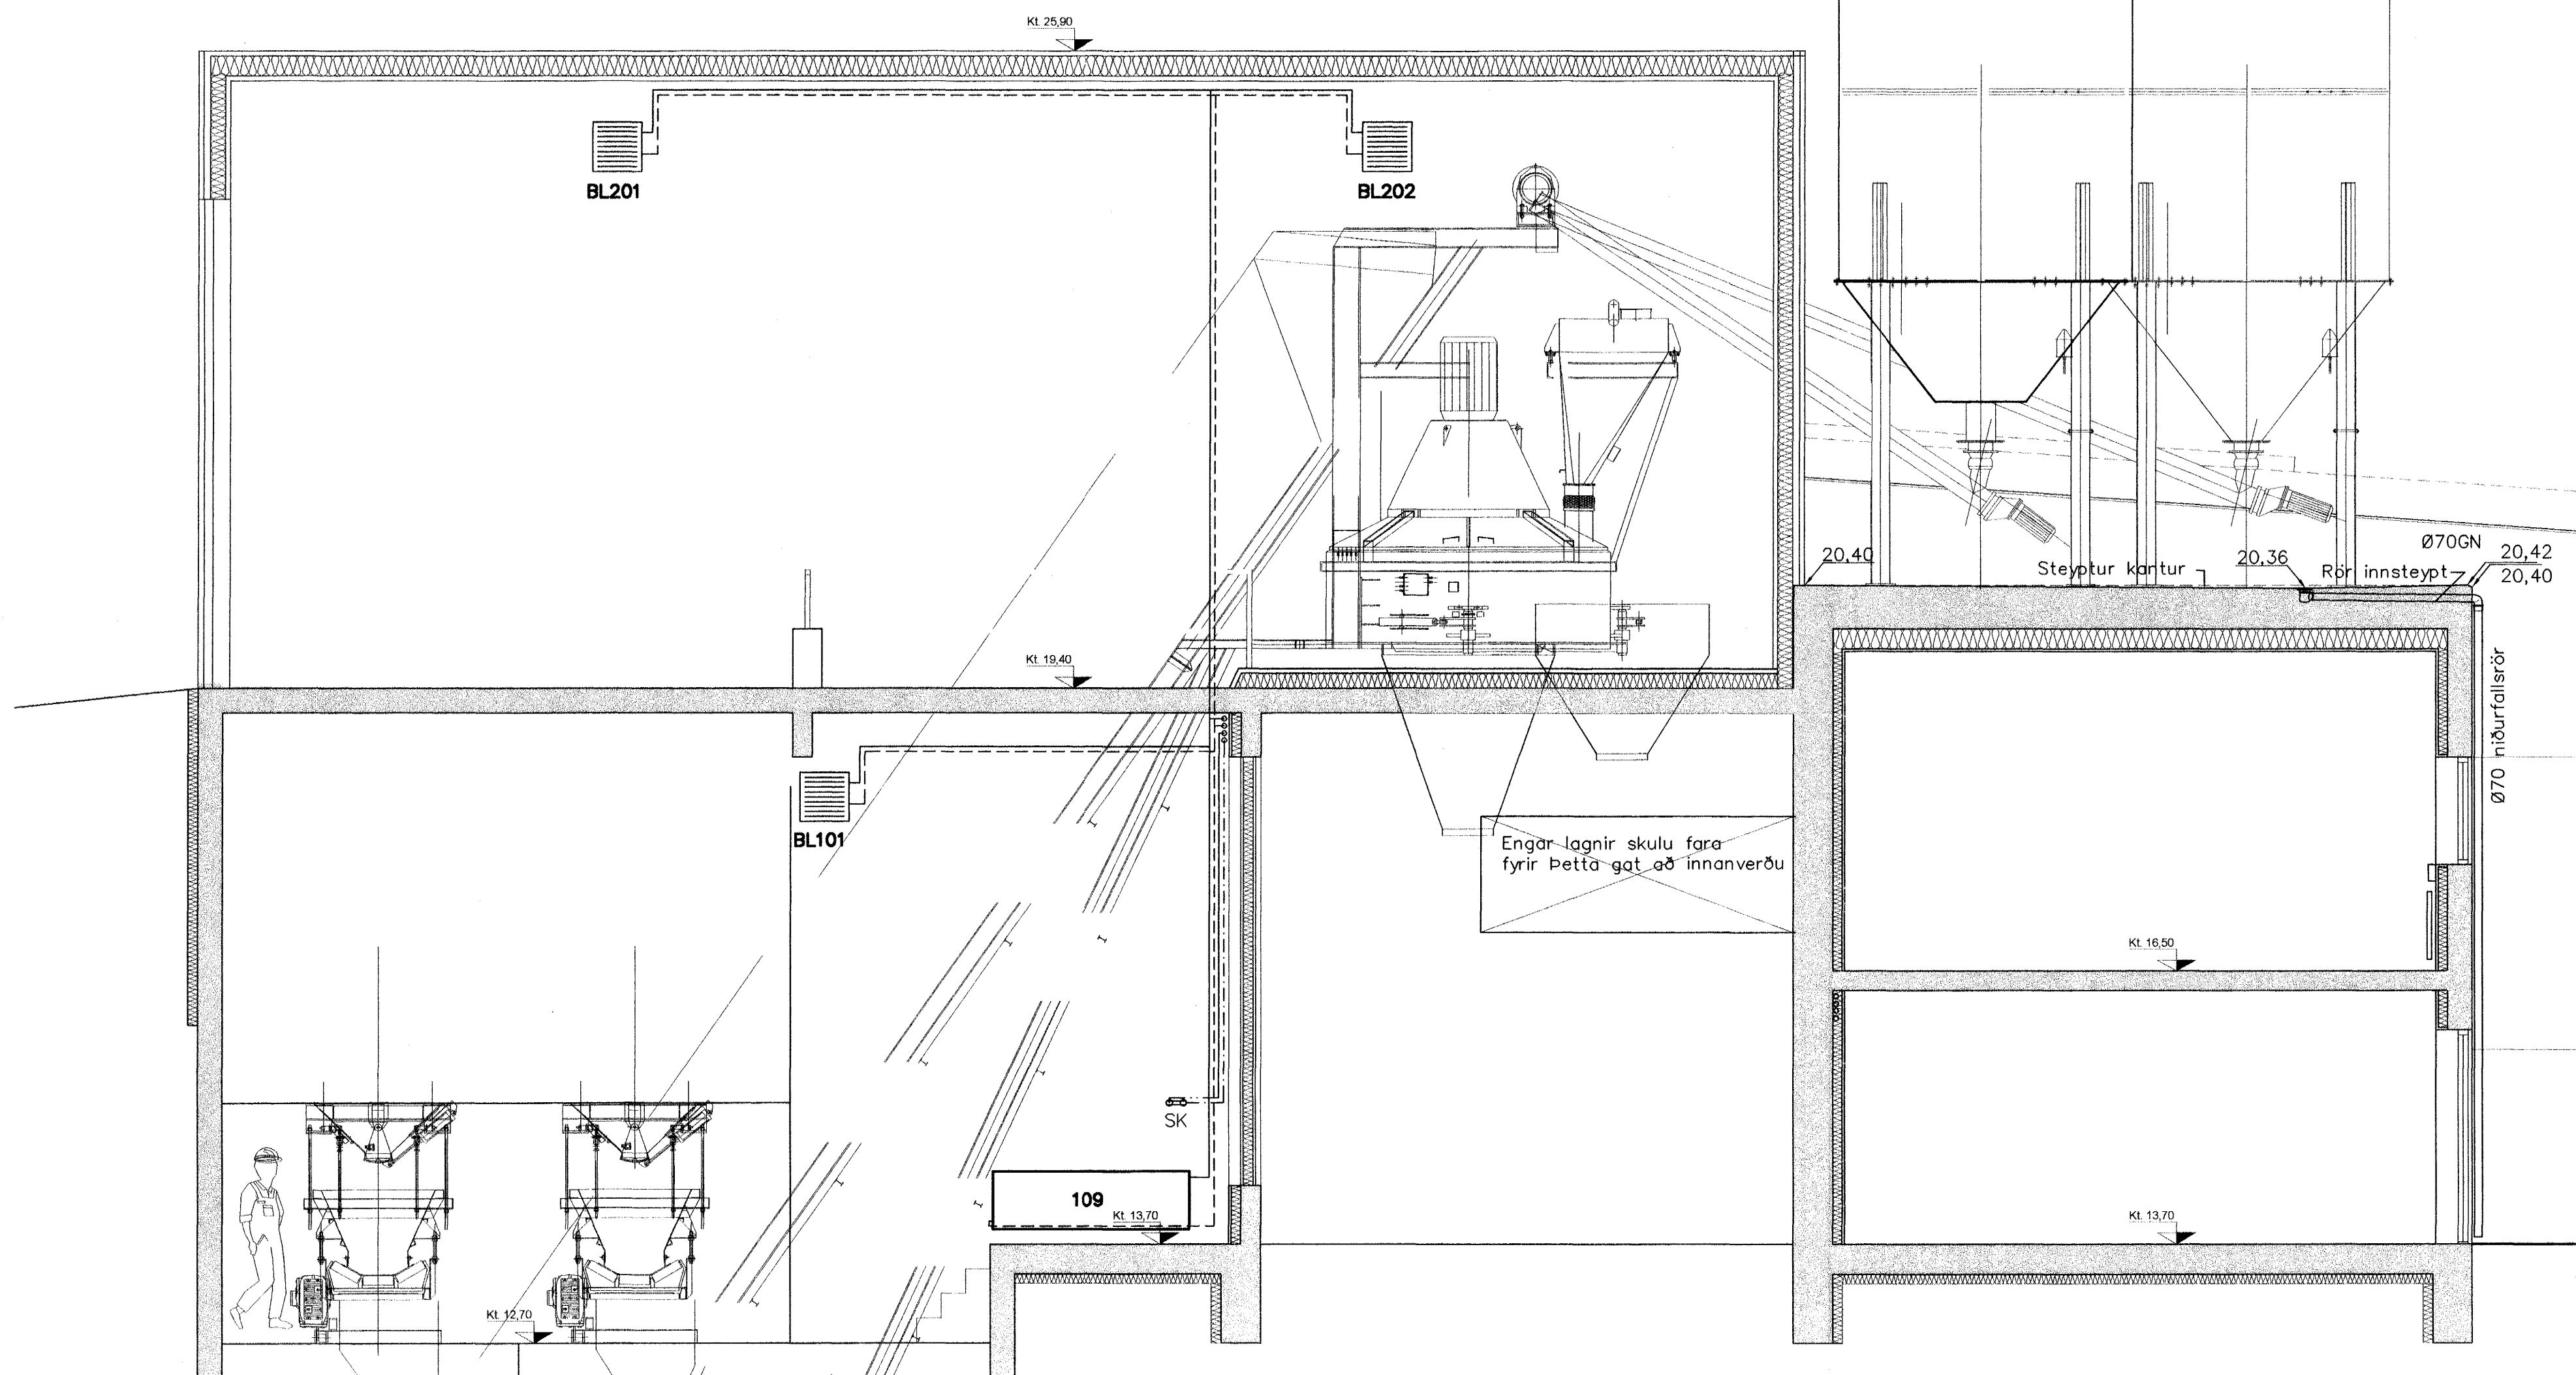 Kt. 25,90
BL201
BL202
20,40
Steyptur kantur
20,36
Ø70GN
Rör innsteypt
20,42
20,40
Kt. 19,40
Ø70 niðurfallsrör
BL101
Engar lagnir skulu fara
fyrir Þetta gat að innanverðu
Kt. 16,50
SK
109
Kt. 13,70
Kt. 13,70
Kt. 12,70